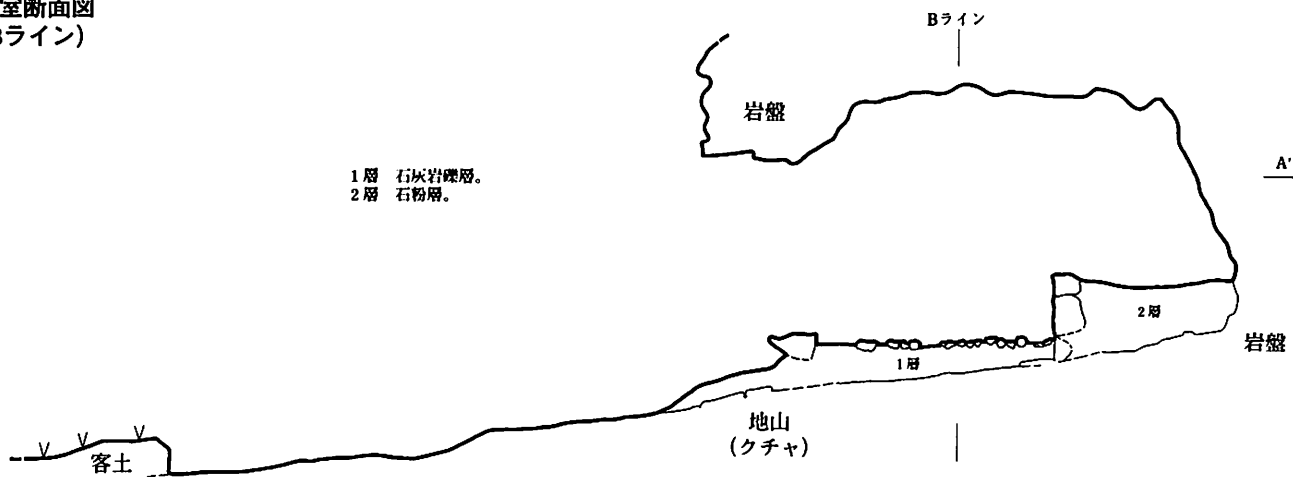 室断面図
Bライン)
Bライン
岩盤
1層 石灰岩礫層。
2層 石粉層。
A'
2層
岩盤
1層
地山
(クチャ)
客土